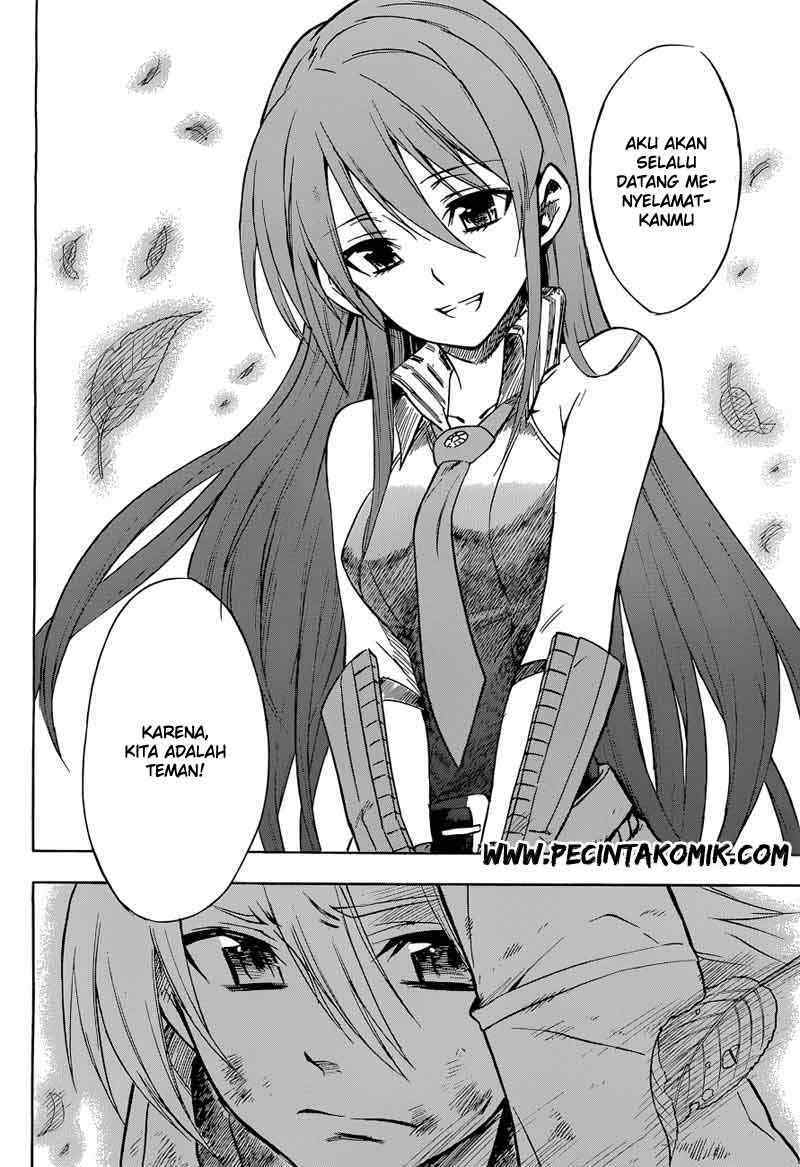 AKU AKAN
SELALU
DATANG ME-
NYELAMAT-
KANMU
KARENA,
KITA ADALAH
TEMAN!
WWW.PECINTAKOMIK.COM